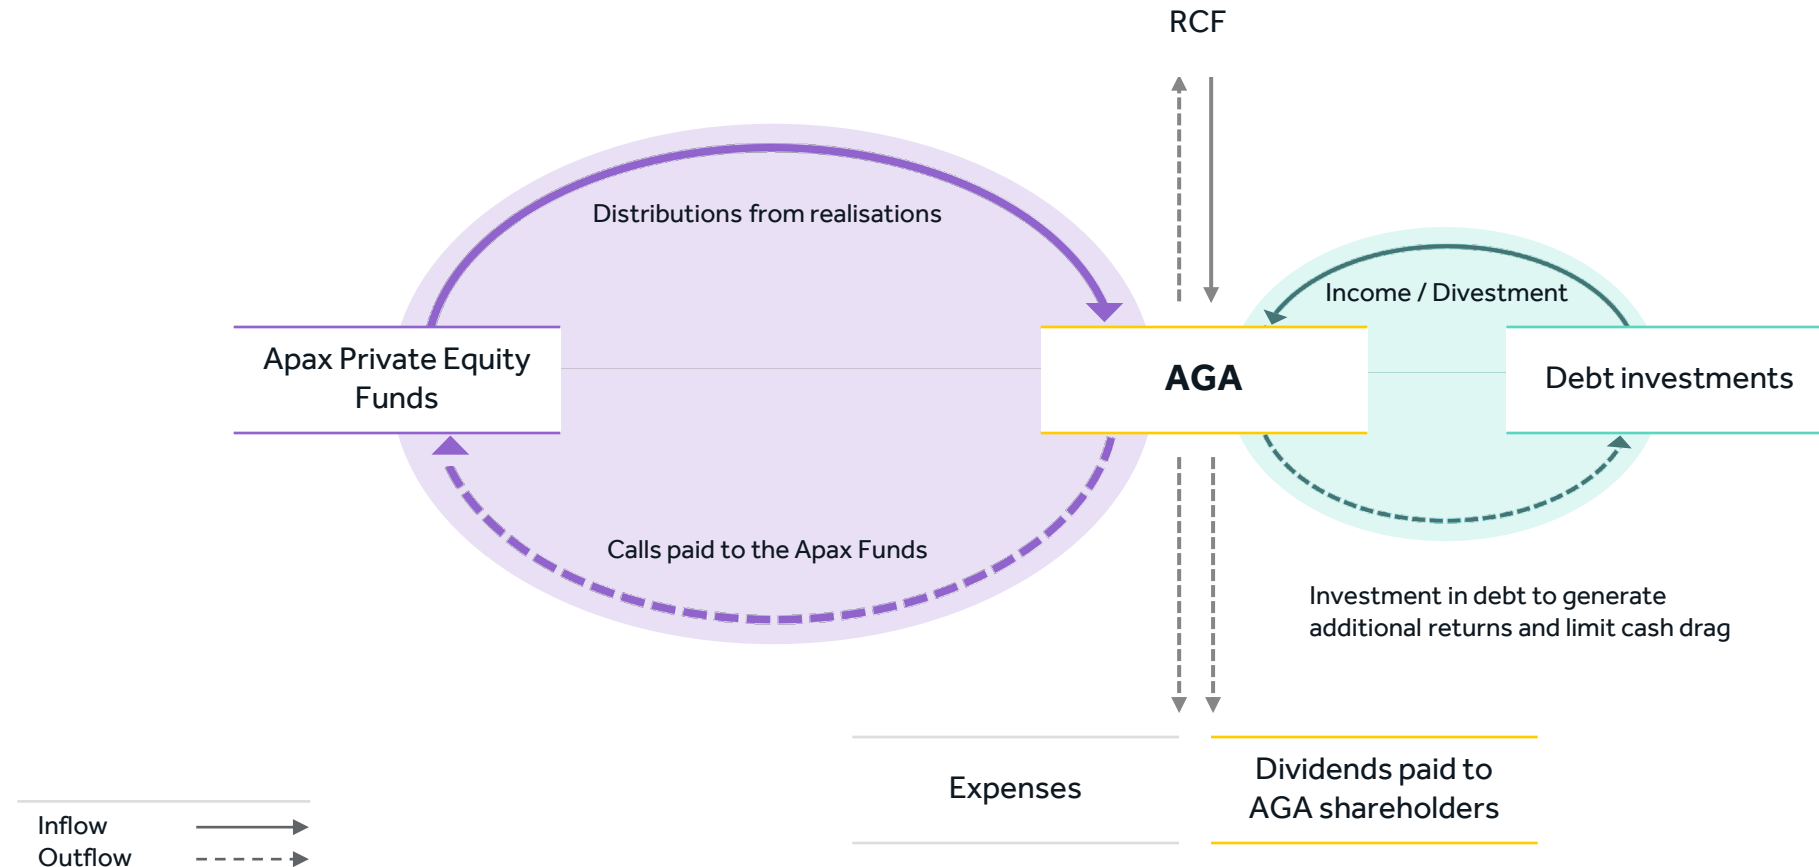 RCF
Distributions from realisations
Income / Divestment
Apax Private Equity
Funds
AGA
Debt investments
Calls paid to the Apax Funds
Investment in debt to generate
additional returns and limit cash drag
Expenses
Dividends paid to
AGA shareholders
Inflow
Outflow